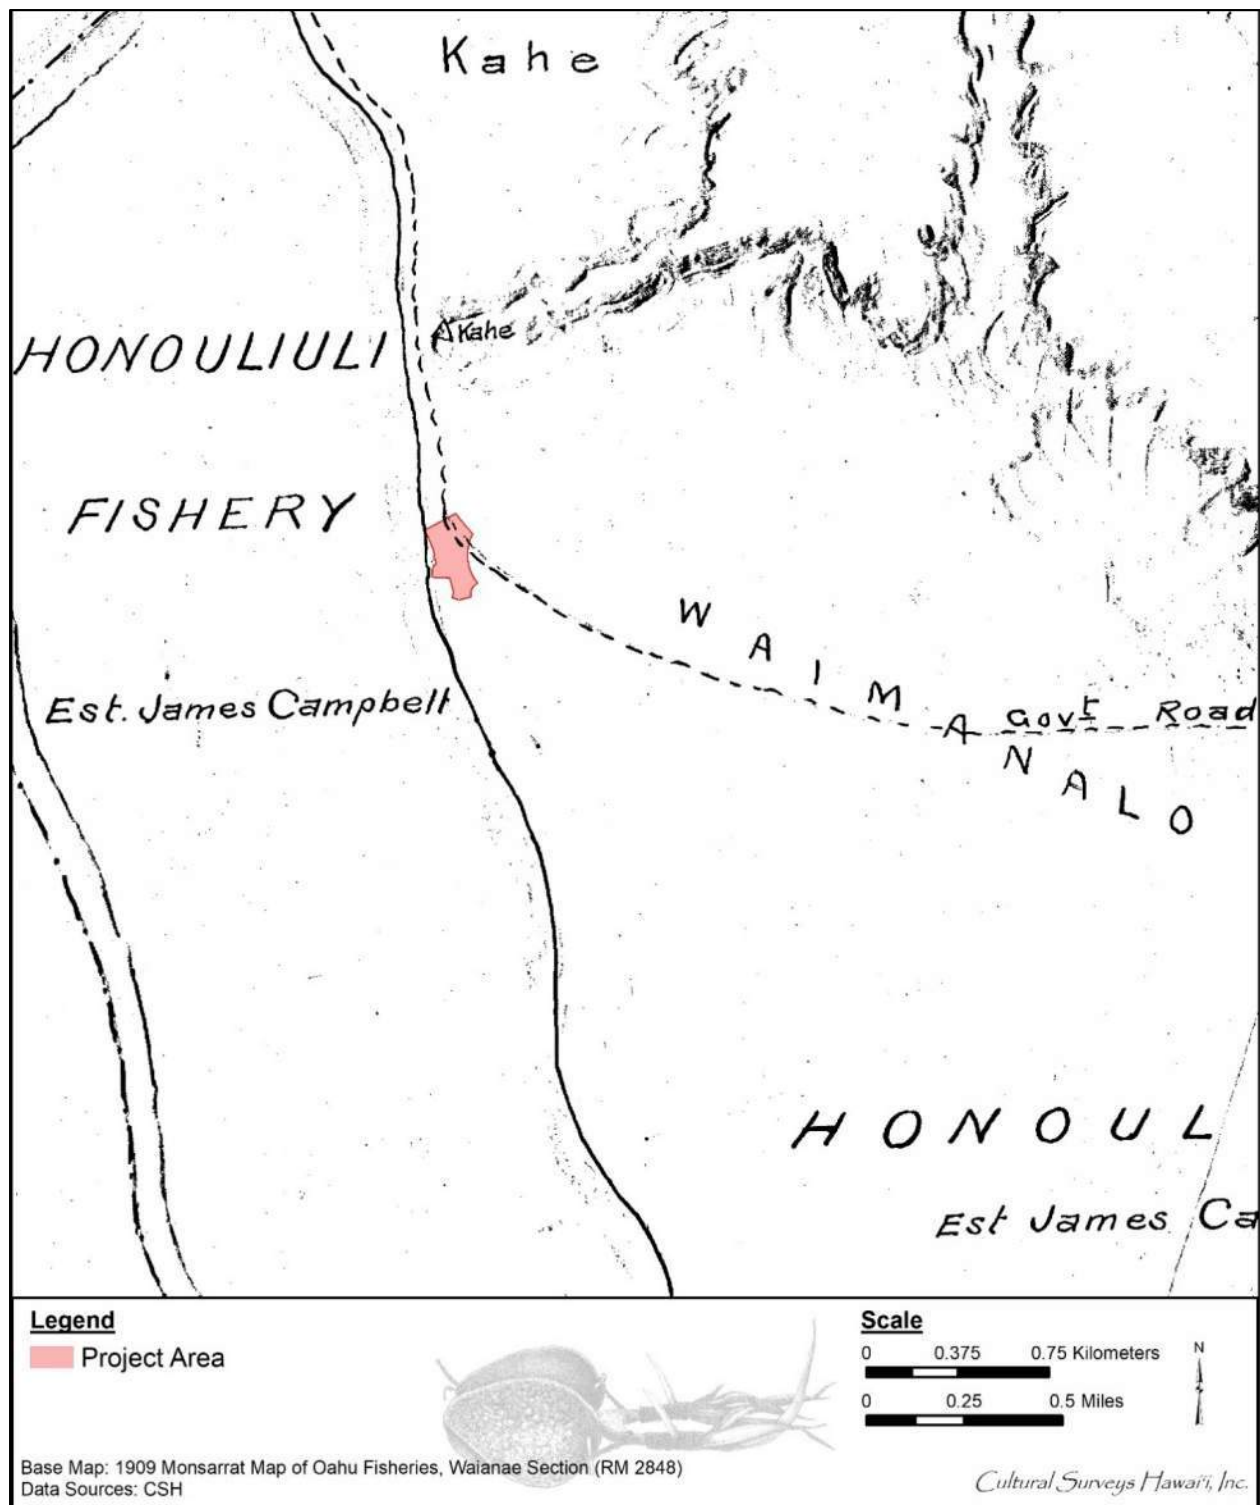 Kahe
Kahe
HONOULIULI
FISHERY
Est. James Campbell
WAIMANALO
Gov't Road
HONOUL
Est James Ca
Legend
Project Area
Scale
0 0.375 0.75 Kilometers
0 0.25 0.5 Miles
N
Base Map: 1909 Monsarrat Map of Oahu Fisheries, Waianae Section (RM 2848)
Data Sources: CSH
Cultural Surveys Hawai'i, Inc.